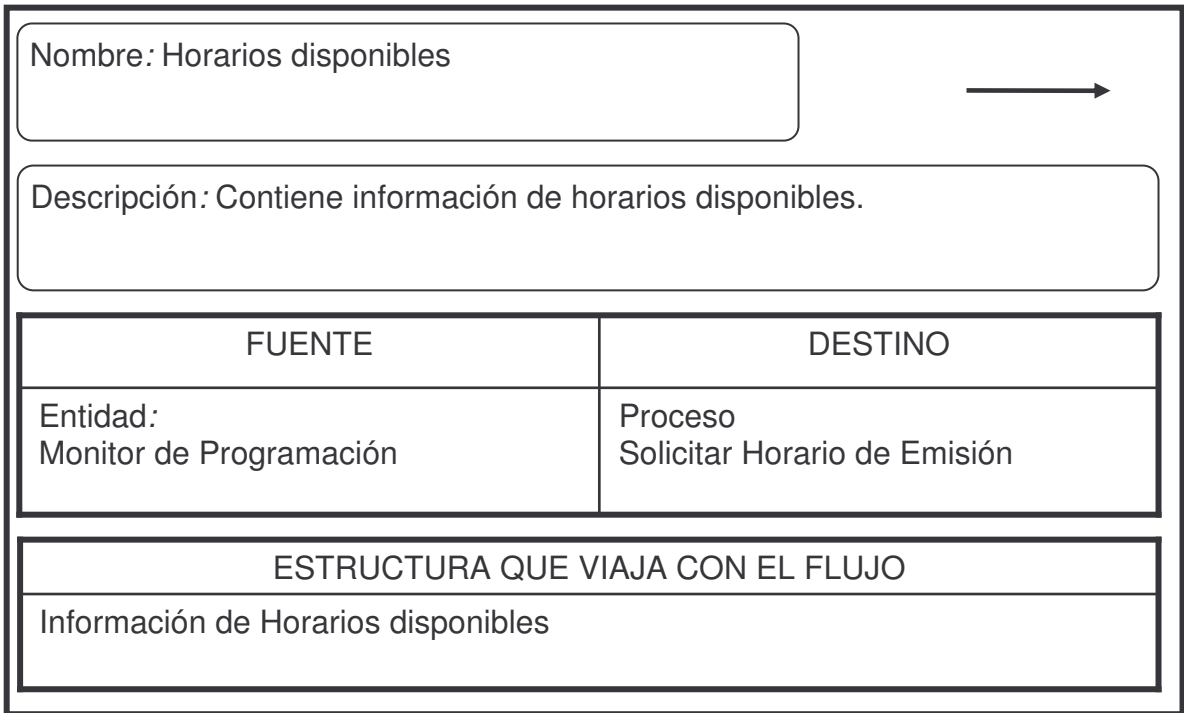 Nombre: Horarios disponibles
Descripción: Contiene información de horarios disponibles.
FUENTE
DESTINO
Entidad:
Monitor de Programación
Proceso
Solicitar Horario de Emisión
ESTRUCTURA QUE VIAJA CON EL FLUJO
Información de Horarios disponibles